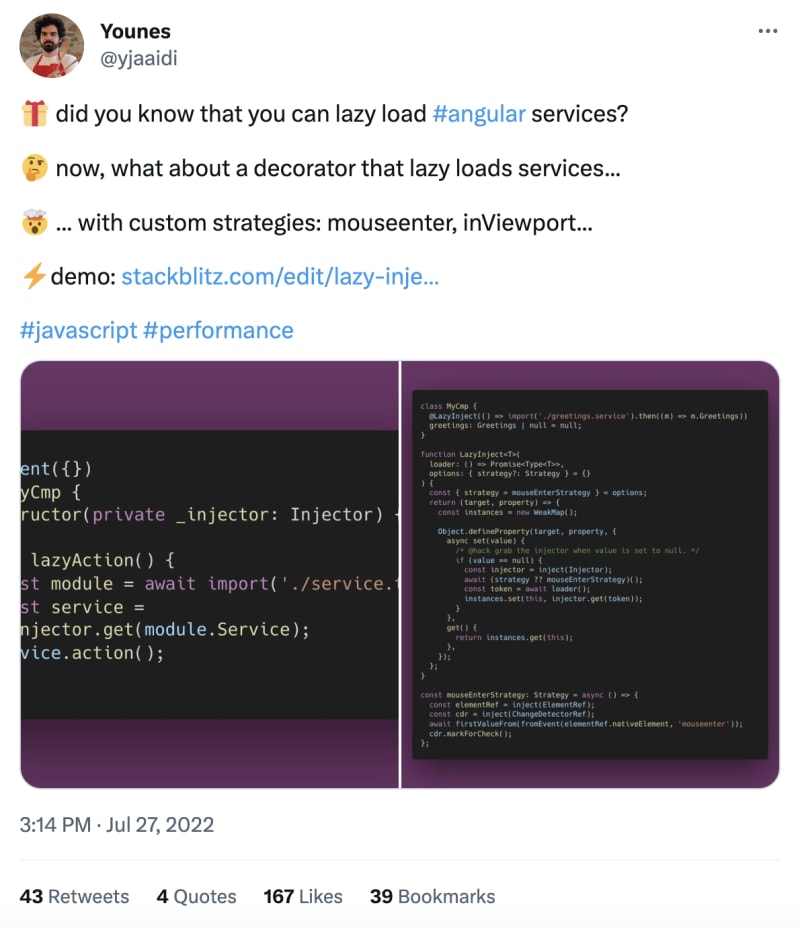 Younes
@yjaaidi
🎁 did you know that you can lazy load #angular services?
🤔 now, what about a decorator that lazy loads services...
🤯 ... with custom strategies: mouseenter, inViewport...
⚡️demo: stackblitz.com/edit/lazy-inje...
#javascript #performance
ent({})
yCmp {
ructor(private _injector: Injector) {
lazyAction() {
st module = await import('./service.
st service =
njector.get(module.Service);
vice.action();
class MyCmp {
@LazyInject(() => import('./greetings.service').then((m) => m.Greetings))
greetings: Greetings | null = null;
}
function LazyInject<T>(
loader: () => Promise<Type<T>>,
options: { strategy?: Strategy } = {}
) {
const { strategy = mouseEnterStrategy } = options;
return (target, property) => {
const instances = new WeakMap();
Object.defineProperty(target, property, {
async set(value) {
/* @hack grab the injector when value is set to null. */
if (value == null) {
const injector = inject(Injector);
await (strategy ?? mouseEnterStrategy)();
const token = await loader();
instances.set(this, injector.get(token));
}
},
get() {
return instances.get(this);
},
});
};
}
const mouseEnterStrategy: Strategy = async () => {
const elementRef = inject(ElementRef);
const cdr = inject(ChangeDetectorRef);
await firstValueFrom(fromEvent(elementRef.nativeElement, 'mouseenter'));
cdr.markForCheck();
};
3:14 PM · Jul 27, 2022
43 Retweets 4 Quotes 167 Likes 39 Bookmarks